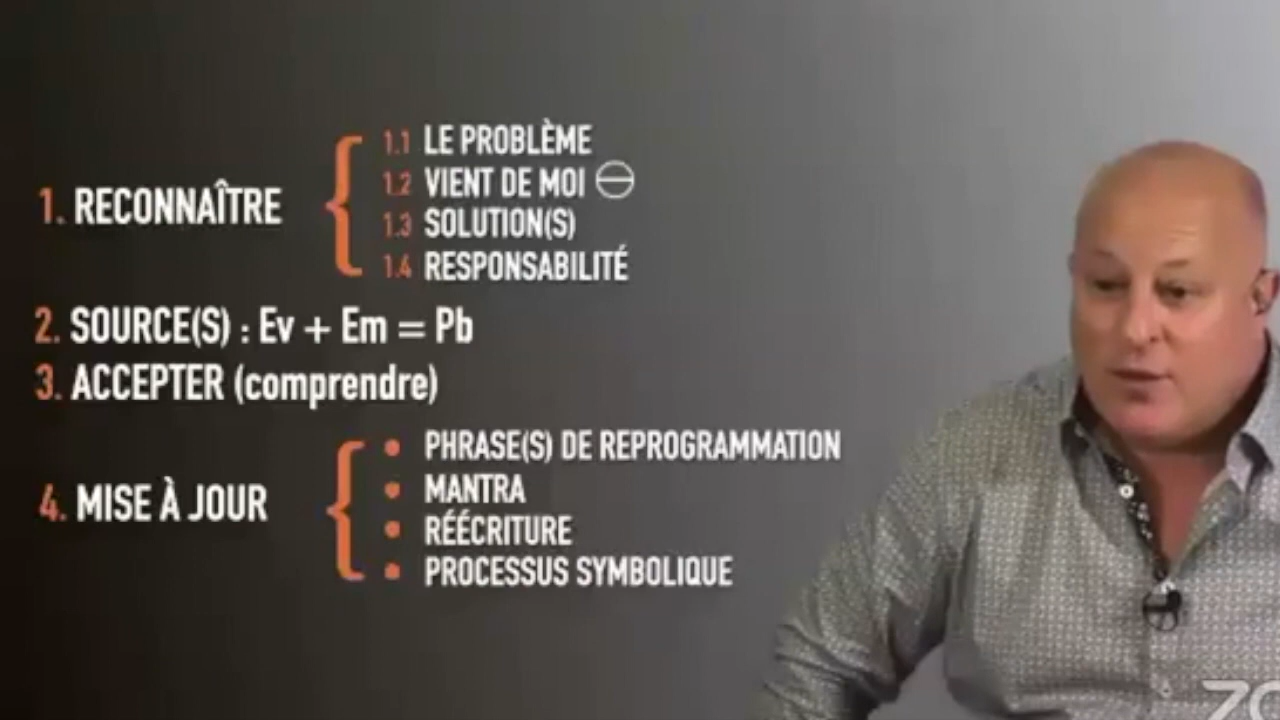 1. RECONNAÎTRE
1.1 LE PROBLÈME
1.2 VIENT DE MOI
1.3 SOLUTION(S)
1.4 RESPONSABILITÉ
2. SOURCE(S) : Ev + Em = Pb
3. ACCEPTER (comprendre)
4. MISE À JOUR
• PHRASE(S) DE REPROGRAMMATION
• MANTRA
• RÉÉCRITURE
• PROCESSUS SYMBOLIQUE